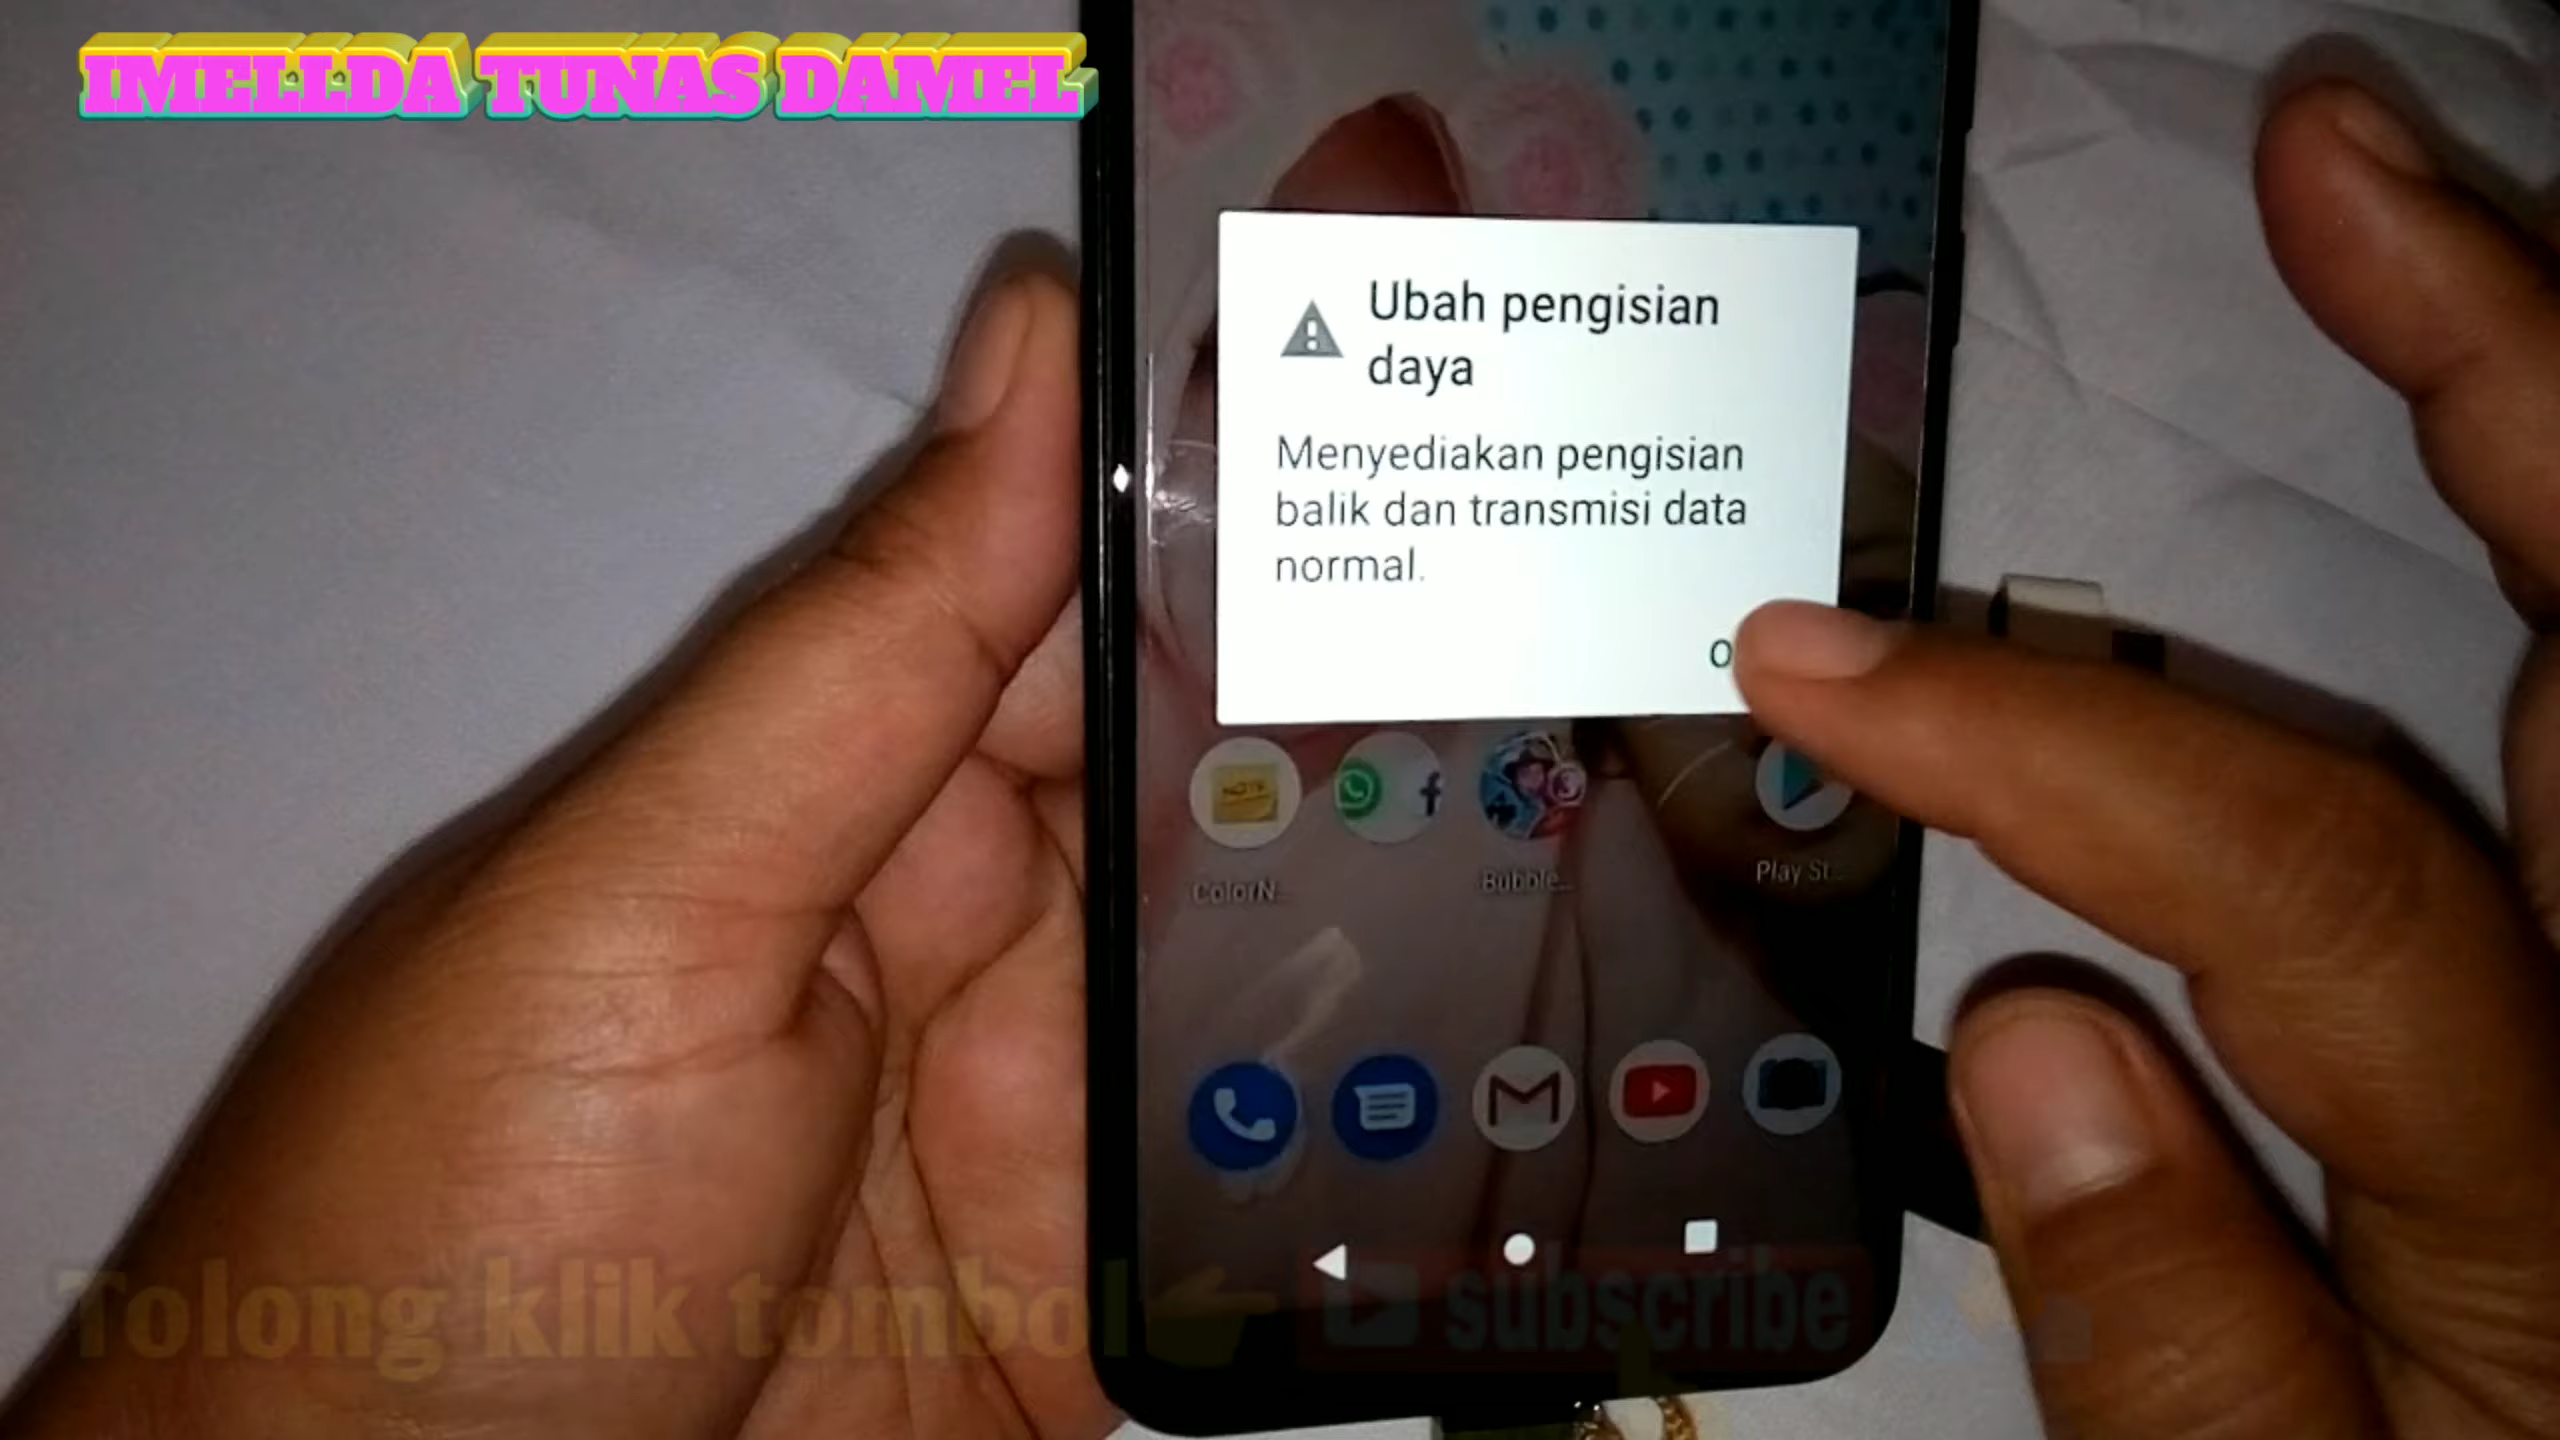 IMELLDA TUNAS DAMEL
Ubah pengisian
daya
Menyediakan pengisian
balik dan transmisi data
normal.
NOTE
ColorN...
Bubble...
Play St...
Tolong klik tombol subscribe